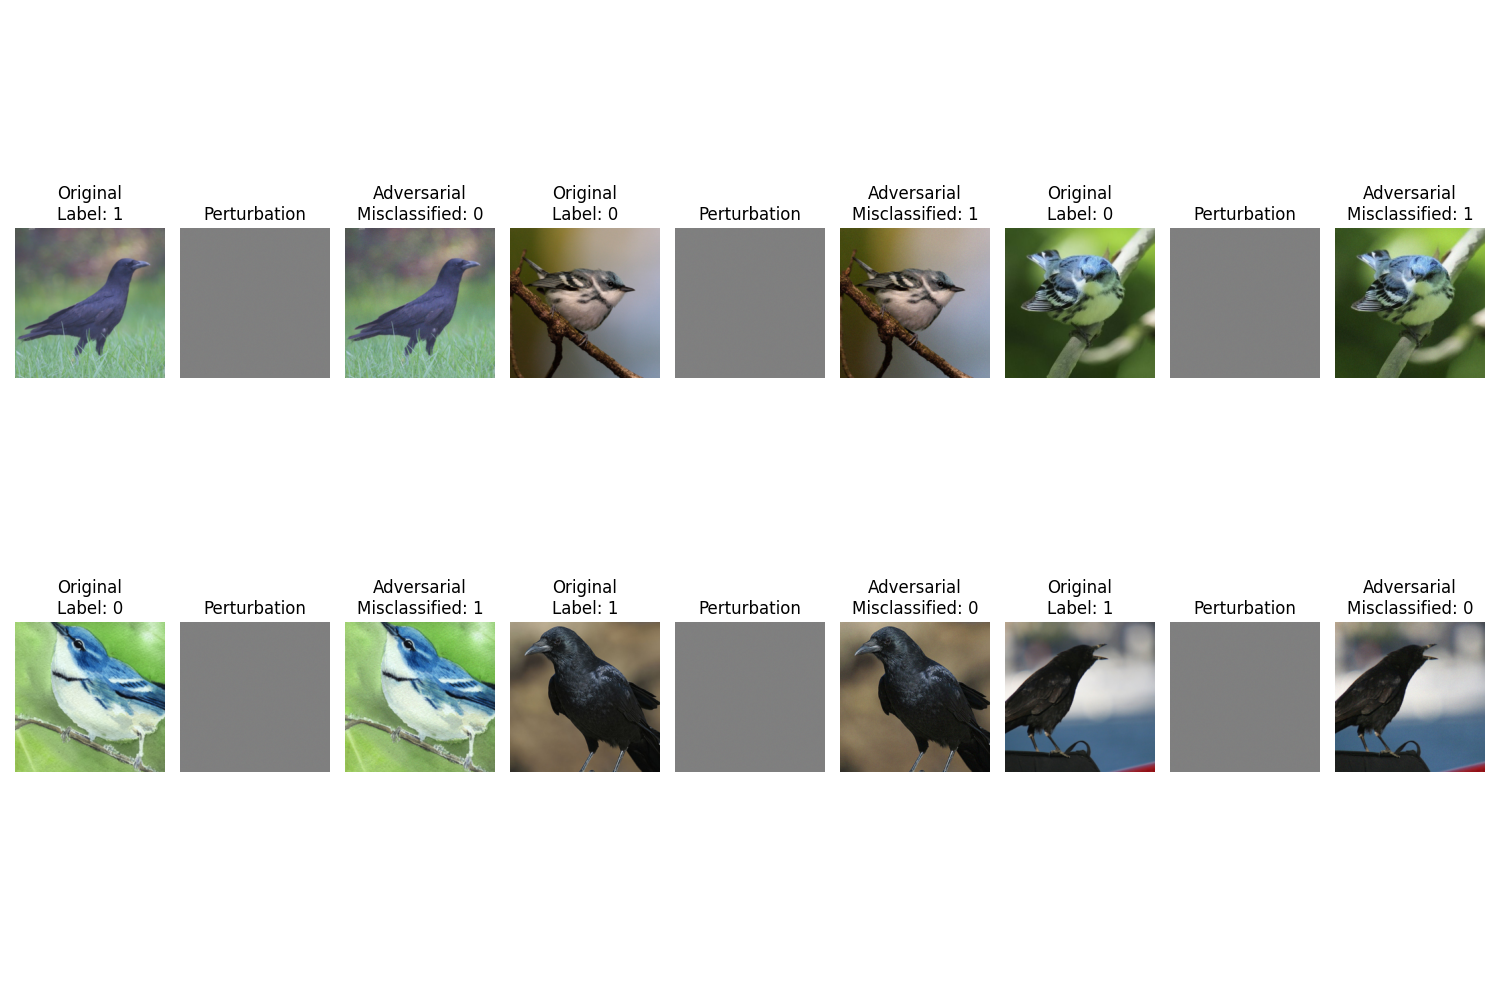 Original
Label: 1
Perturbation
Adversarial
Misclassified: 0
Original
Label: 0
Perturbation
Adversarial
Misclassified: 1
Original
Label: 0
Perturbation
Adversarial
Misclassified: 1
Original
Label: 0
Perturbation
Adversarial
Misclassified: 1
Original
Label: 1
Perturbation
Adversarial
Misclassified: 0
Original
Label: 1
Perturbation
Adversarial
Misclassified: 0